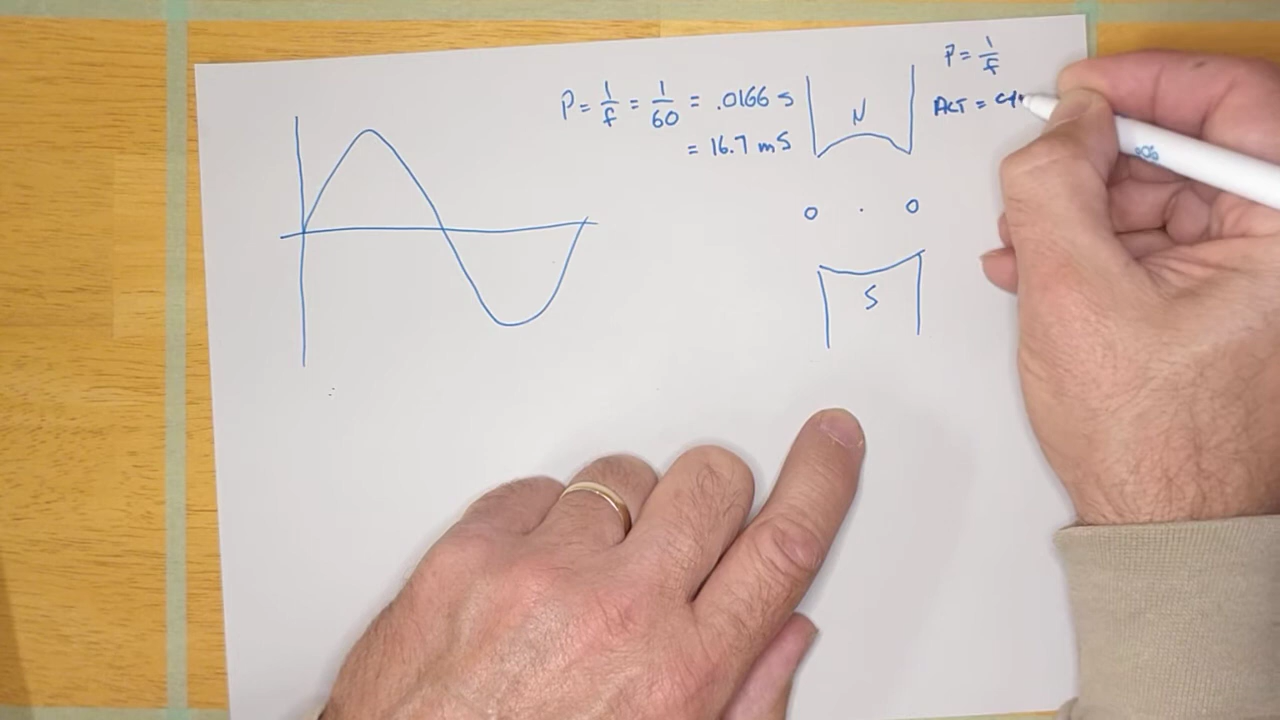 P = 1/f = 1/60 = .0166 s
= 16.7 mS
N
S
P = 1/f
ACT =